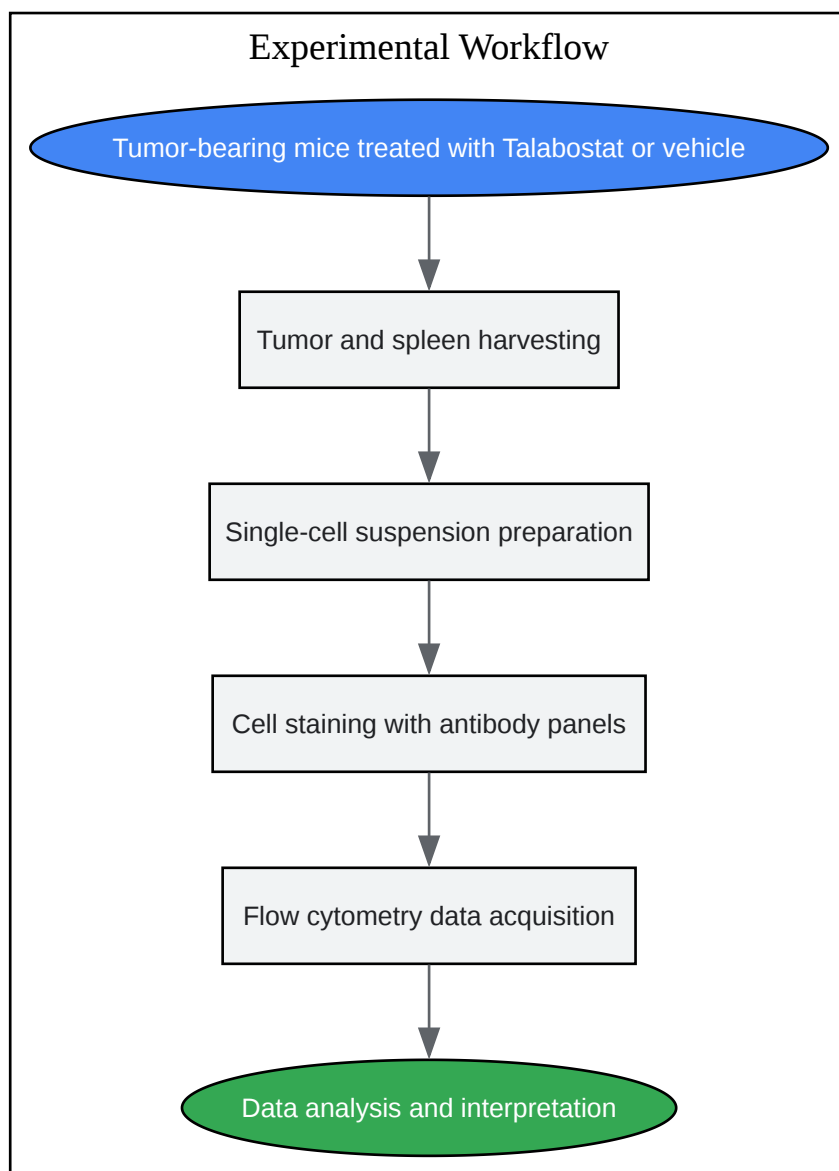 Experimental Workflow
Tumor-bearing mice treated with Talabostat or vehicle
Tumor and spleen harvesting
Single-cell suspension preparation
Cell staining with antibody panels
Flow cytometry data acquisition
Data analysis and interpretation